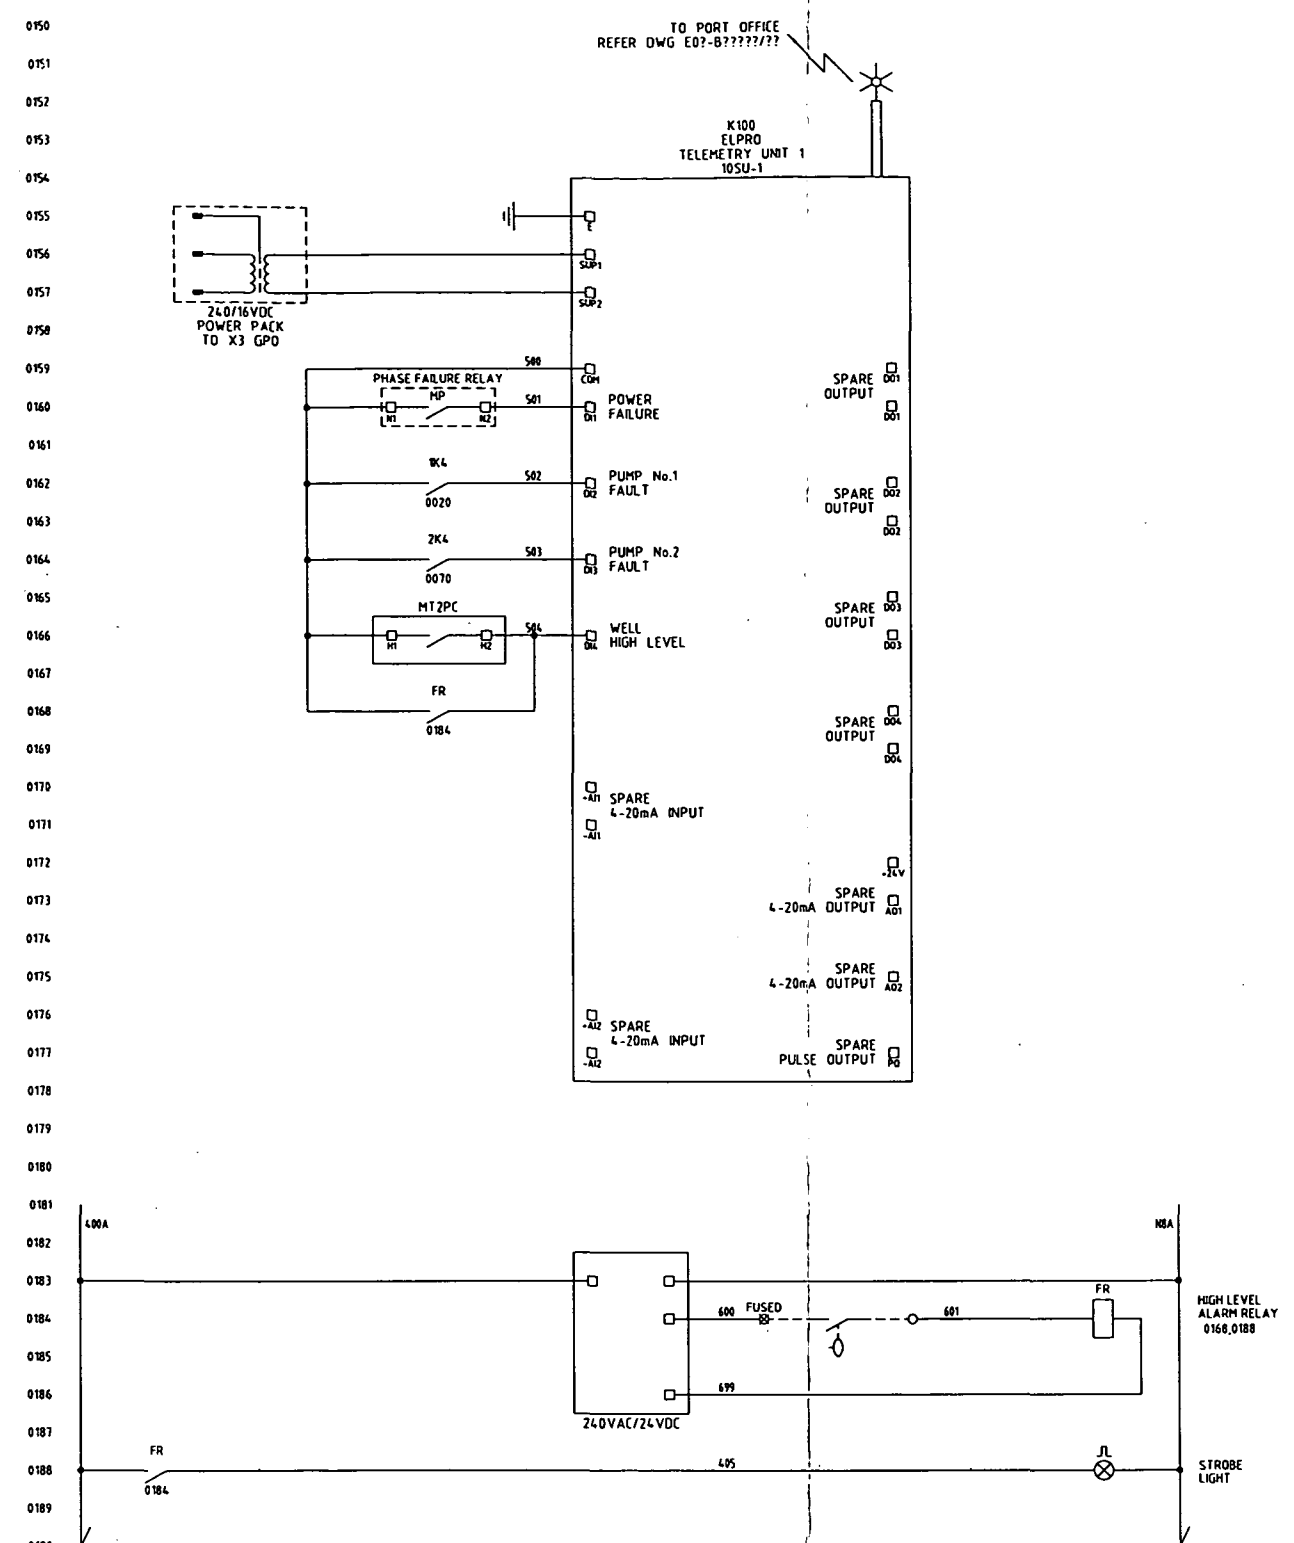 0150
TO PORT OFFICE
REFER DWG E0?-B?????/??
0151
0152
0153
K100
ELPRO
TELEMETRY UNIT 1
105U-1
0154
0155
E
0156
SUP1
0157
SUP2
240/16VDC
POWER PACK
TO X3 GPO
0158
0159
500
COM
SPARE
OUTPUT
DO1
PHASE FAILURE RELAY
MP
0160
N1
N2
501
DI1
POWER
FAILURE
DO1
0161
1K4
0162
502
DI2
PUMP No.1
FAULT
0020
SPARE
OUTPUT
DO2
0163
DO2
2K4
0164
503
DI3
PUMP No.2
FAULT
0070
0165
MT2PC
SPARE
OUTPUT
DO3
0166
H1
H2
504
DI4
WELL
HIGH LEVEL
DO3
0167
FR
0168
0184
SPARE
OUTPUT
DO4
0169
DO4
0170
+AI1
SPARE
4-20mA INPUT
0171
-AI1
0172
+24V
0173
SPARE
4-20mA OUTPUT
AO1
0174
0175
SPARE
4-20mA OUTPUT
AO2
0176
+AI2
SPARE
4-20mA INPUT
0177
-AI2
SPARE
PULSE OUTPUT
PO
0178
0179
0180
0181
400A
N8A
0182
0183
0184
600
FUSED
601
FR
HIGH LEVEL
ALARM RELAY
0168,0188
0185
0186
699
240VAC/24VDC
0187
FR
0188
0184
405
STROBE
LIGHT
0189